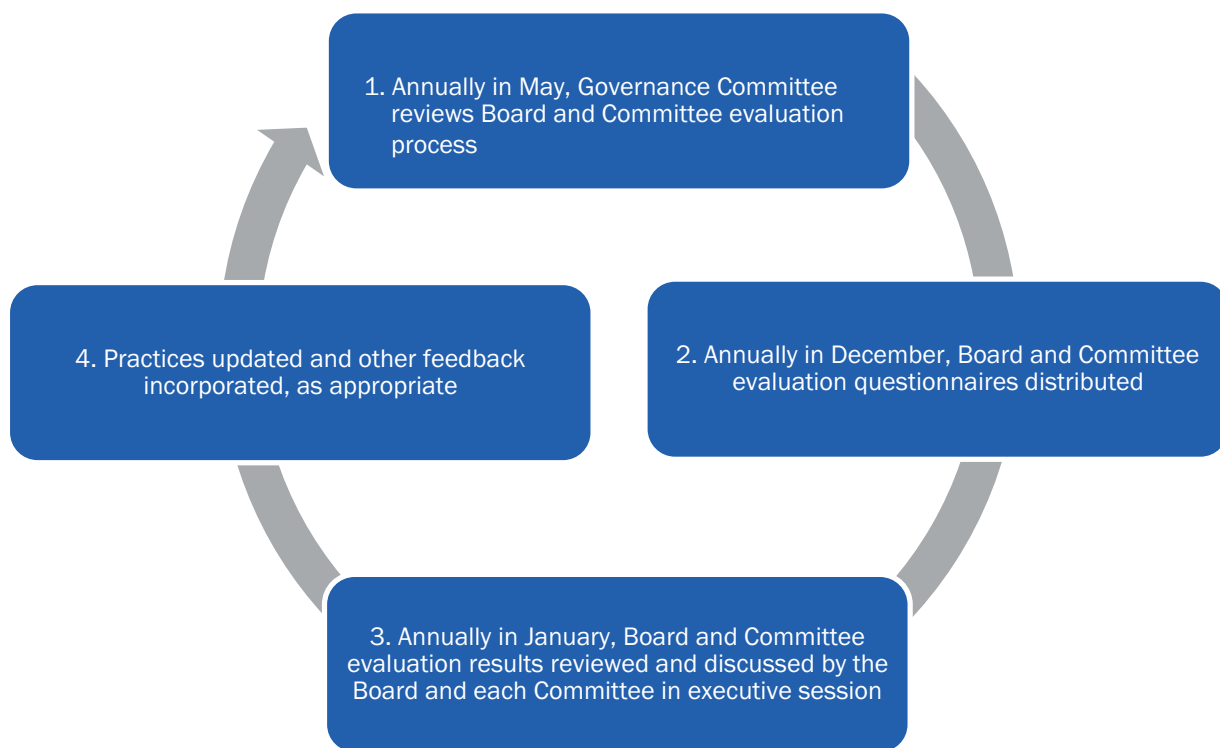 1. Annually in May, Governance Committee
reviews Board and Committee evaluation
process
2. Annually in December, Board and Committee
evaluation questionnaires distributed
3. Annually in January, Board and Committee
evaluation results reviewed and discussed by the
Board and each Committee in executive session
4. Practices updated and other feedback
incorporated, as appropriate